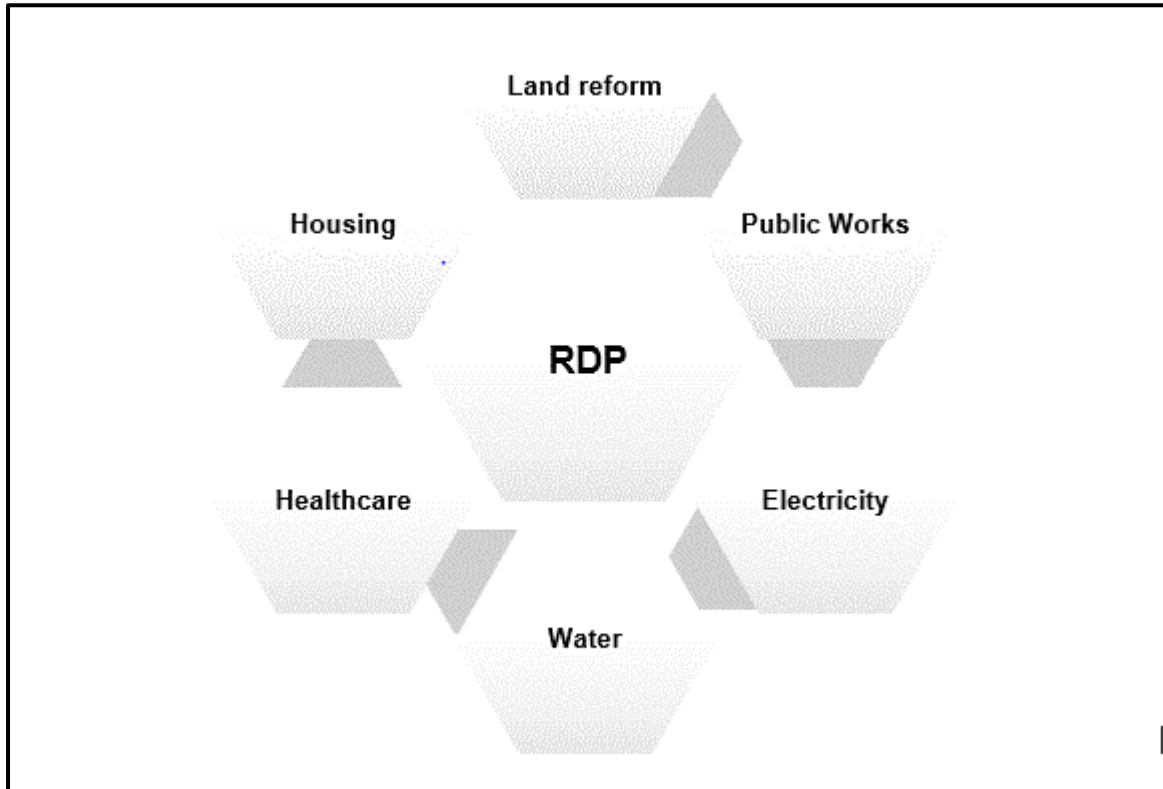 Land reform
Housing
Public Works
RDP
Healthcare
Electricity
Water